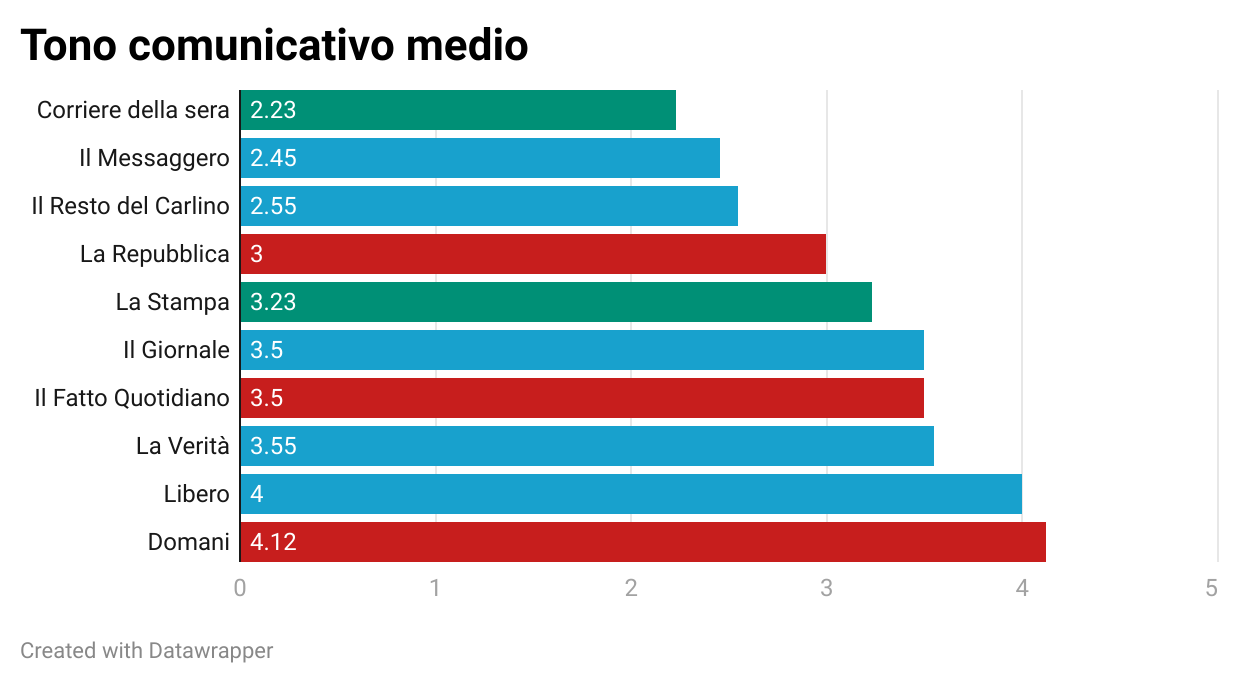 Tono comunicativo medio
Corriere della sera 2.23
Il Messaggero 2.45
Il Resto del Carlino 2.55
La Repubblica 3
La Stampa 3.23
Il Giornale 3.5
Il Fatto Quotidiano 3.5
La Verità 3.55
Libero 4
Domani 4.12
0 1 2 3 4 5
Created with Datawrapper